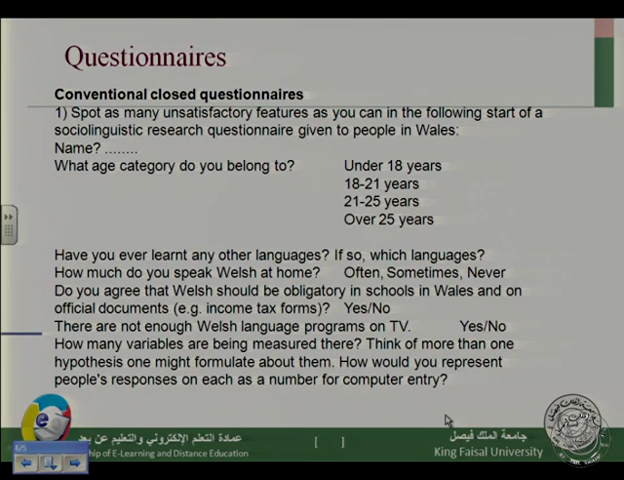 Questionnaires
Conventional closed questionnaires
1) Spot as many unsatisfactory features as you can in the following start of a
sociolinguistic research questionnaire given to people in Wales:
Name? ........
What age category do you belong to? Under 18 years
18-21 years
21-25 years
Over 25 years
Have you ever learnt any other languages? If so, which languages?
How much do you speak Welsh at home? Often, Sometimes, Never
Do you agree that Welsh should be obligatory in schools in Wales and on
official documents (e.g. income tax forms)? Yes/No
There are not enough Welsh language programs on TV. Yes/No
How many variables are being measured there? Think of more than one
hypothesis one might formulate about them. How would you represent
people's responses on each as a number for computer entry?
عمادة التعلم الإلكتروني والتعليم عن بعد
[ ]
جامعة الملك فيصل
of E-Learning and Distance Education
King Faisal University
6/5